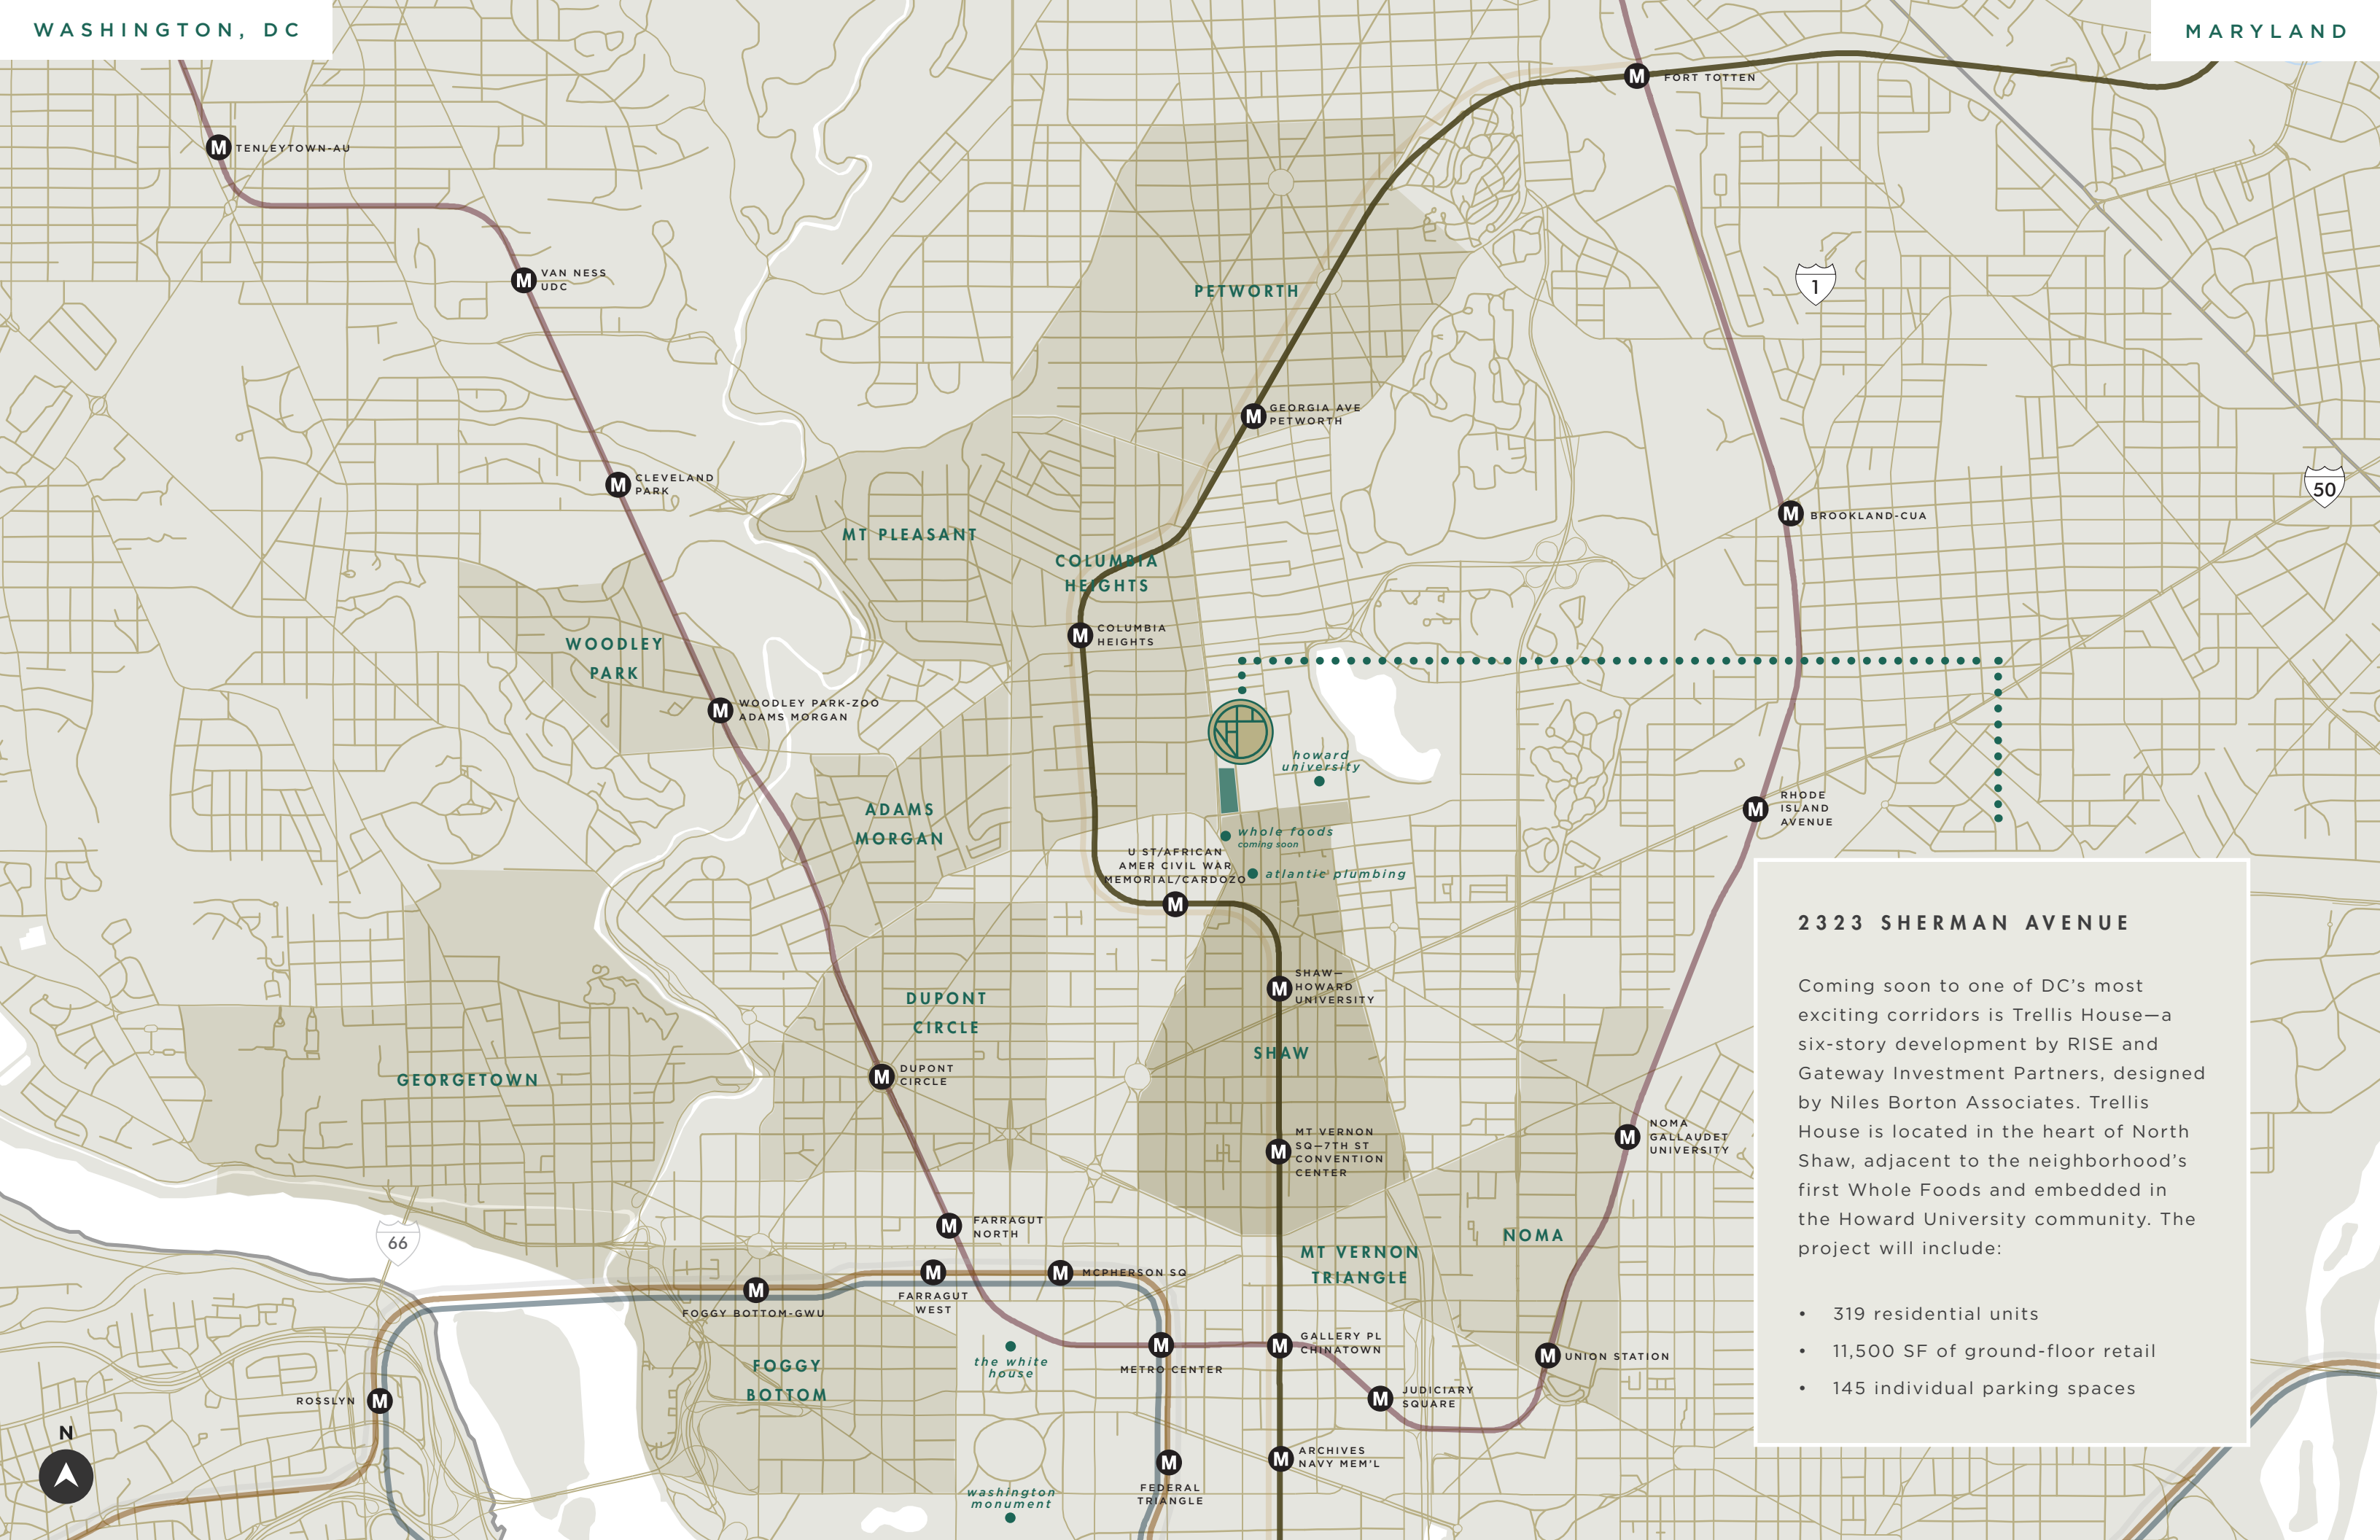 WASHINGTON, DC
MARYLAND
FORT TOTTEN
TENLEYTOWN-AU
VAN NESS
UDC
1
PETWORTH
GEORGIA AVE
PETWORTH
CLEVELAND
PARK
50
BROOKLAND-CUA
MT PLEASANT
COLUMBIA
HEIGHTS
COLUMBIA
HEIGHTS
WOODLEY
PARK
WOODLEY PARK-ZOO
ADAMS MORGAN
howard
university
ADAMS
MORGAN
RHODE
ISLAND
AVENUE
whole foods
coming soon
U ST/AFRICAN
AMER CIVIL WAR
MEMORIAL/CARDOZO
atlantic plumbing
SHAW—
HOWARD
UNIVERSITY
DUPONT
CIRCLE
SHAW
DUPONT
CIRCLE
GEORGETOWN
MT VERNON
SQ—7TH ST
CONVENTION
CENTER
NOMA
GALLAUDET
UNIVERSITY
FARRAGUT
NORTH
66
NOMA
MT VERNON
TRIANGLE
MCPHERSON SQ
FARRAGUT
WEST
FOGGY BOTTOM-GWU
GALLERY PL
CHINATOWN
the white
house
METRO CENTER
UNION STATION
FOGGY
BOTTOM
JUDICIARY
SQUARE
ROSSLYN
N
ARCHIVES
NAVY MEM'L
FEDERAL
TRIANGLE
washington
monument
2323 SHERMAN AVENUE
Coming soon to one of DC's most
exciting corridors is Trellis House—a
six-story development by RISE and
Gateway Investment Partners, designed
by Niles Borton Associates. Trellis
House is located in the heart of North
Shaw, adjacent to the neighborhood's
first Whole Foods and embedded in
the Howard University community. The
project will include:
• 319 residential units
• 11,500 SF of ground-floor retail
• 145 individual parking spaces